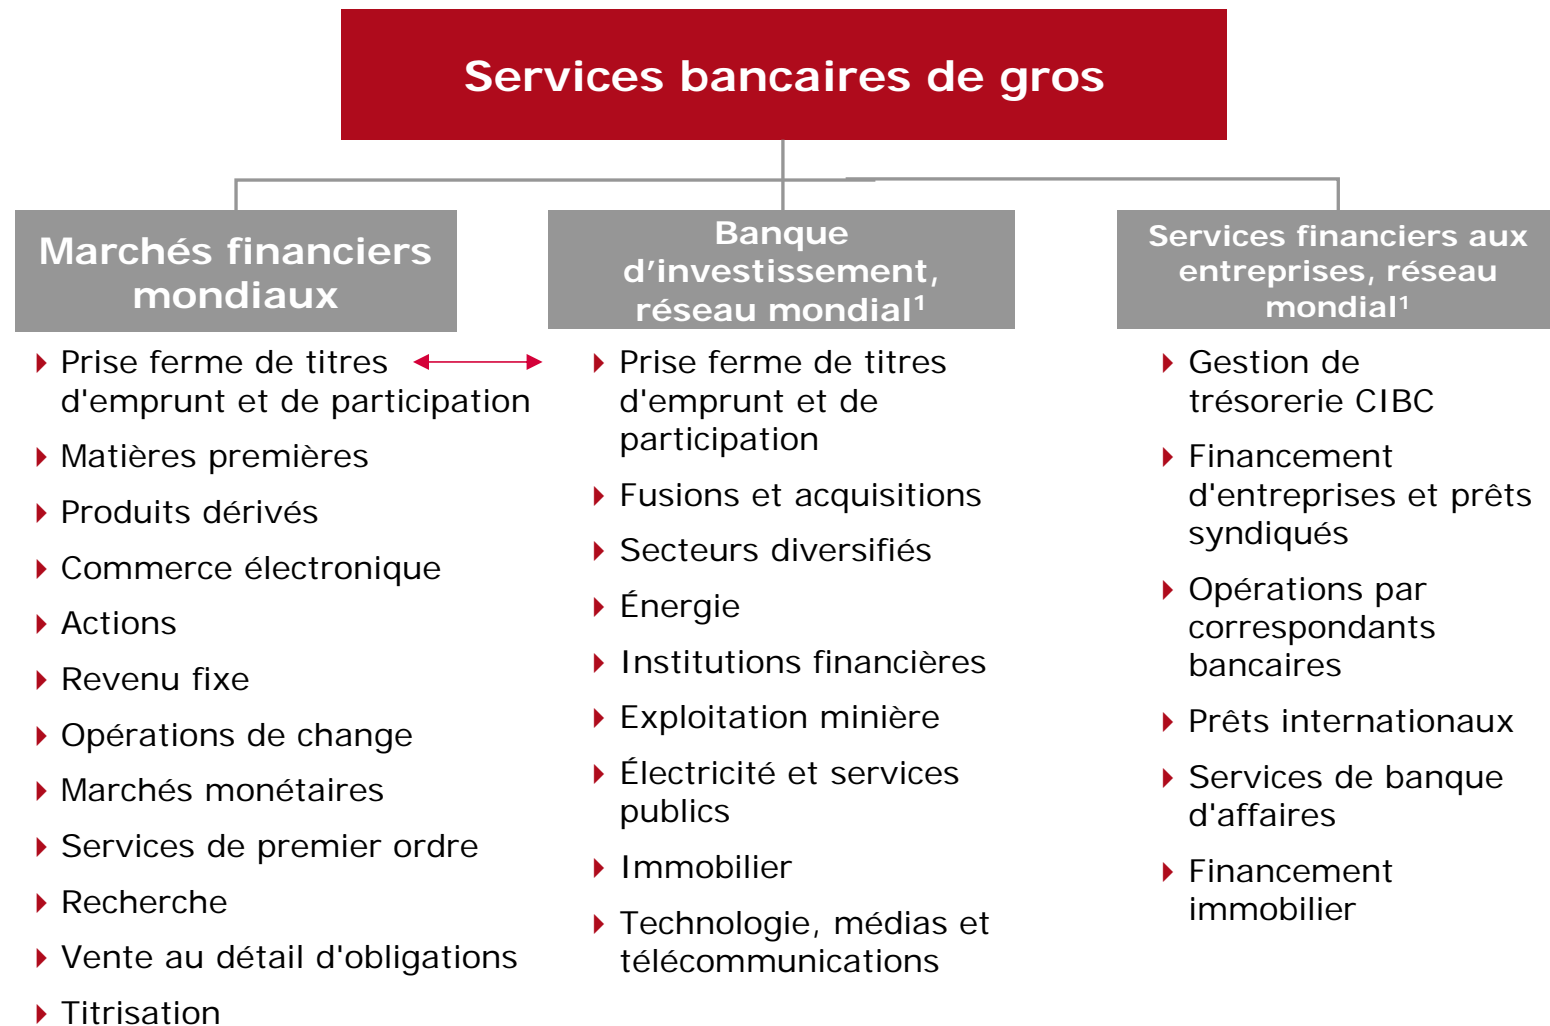 Services bancaires de gros
Marchés financiers
mondiaux
Prise ferme de titres
d'emprunt et de participation
Matières premières
Produits dérivés
Commerce électronique
Actions
Revenu fixe
Opérations de change
Marchés monétaires
Services de premier ordre
Recherche
Vente au détail d'obligations
Titrisation
Banque
d’investissement,
réseau mondial¹
Prise ferme de titres
d'emprunt et de
participation
Fusions et acquisitions
Secteurs diversifiés
Énergie
Institutions financières
Exploitation minière
Électricité et services
publics
Immobilier
Technologie, médias et
télécommunications
Services financiers aux
entreprises, réseau
mondial¹
Gestion de
trésorerie CIBC
Financement
d'entreprises et prêts
syndiqués
Opérations par
correspondants
bancaires
Prêts internationaux
Services de banque
d'affaires
Financement
immobilier